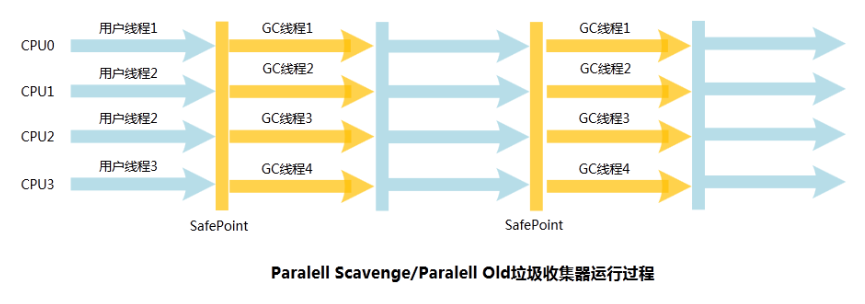 用户线程1 GC线程1 GC线程1
CPU0
用户线程2 GC线程2 GC线程2
CPU1
用户线程2 GC线程3 GC线程3
CPU2
用户线程3 GC线程4 GC线程4
CPU3
SafePoint SafePoint
Paralell Scavenge/Paralell Old垃圾收集器运行过程